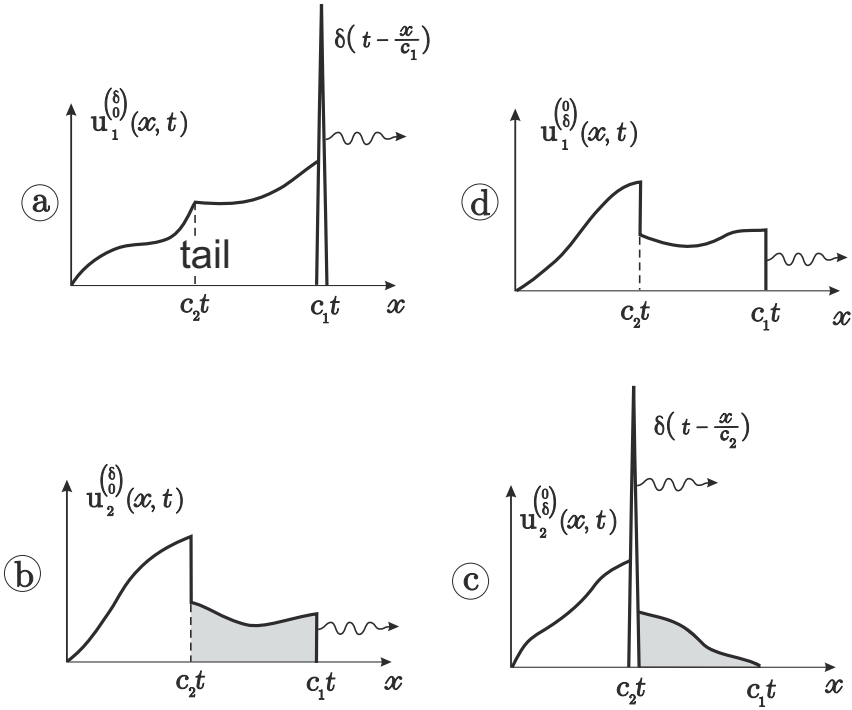 δ( t − x/c₁ )
u₁^(δ 0) (x, t)
a
tail
c₂t c₁t x
u₁^(0 δ) (x, t)
d
c₂t c₁t x
u₂^(δ 0) (x, t)
b
c₂t c₁t x
δ( t − x/c₂ )
u₂^(0 δ) (x, t)
c
c₂t c₁t x